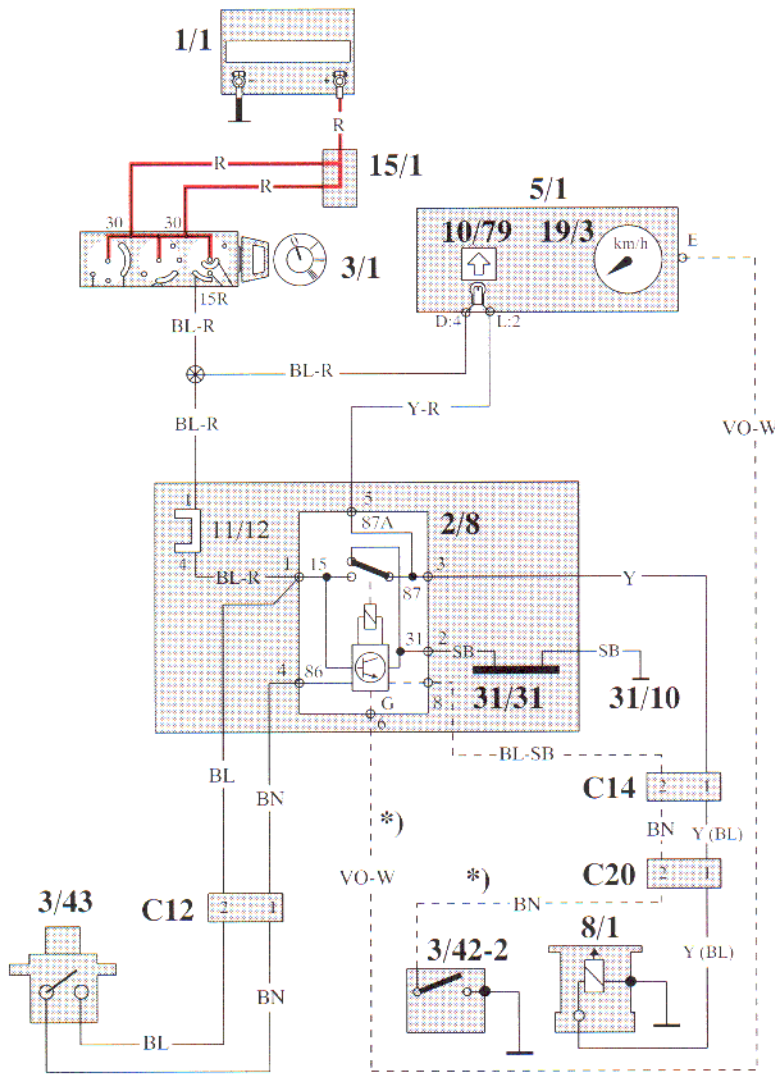 1/1
- +
R
R
15/1
R
5/1
30 30
10/79 19/3
E
km/h
3/1
15R
D:4 L:2
BL-R
BL-R
Y-R
BL-R
VO-W
1
5
11/12
87A
2/8
4
BL-R
1 15
3
Y
87
31 2
SB
SB
4 86
31/31
31/10
G
8
6
BL-SB
BL
BN
C14 2 1
*)
BN
Y (BL)
VO-W
*)
C20 2 1
3/43
C12 2 1
BN
8/1
3/42-2
Y (BL)
BN
BL